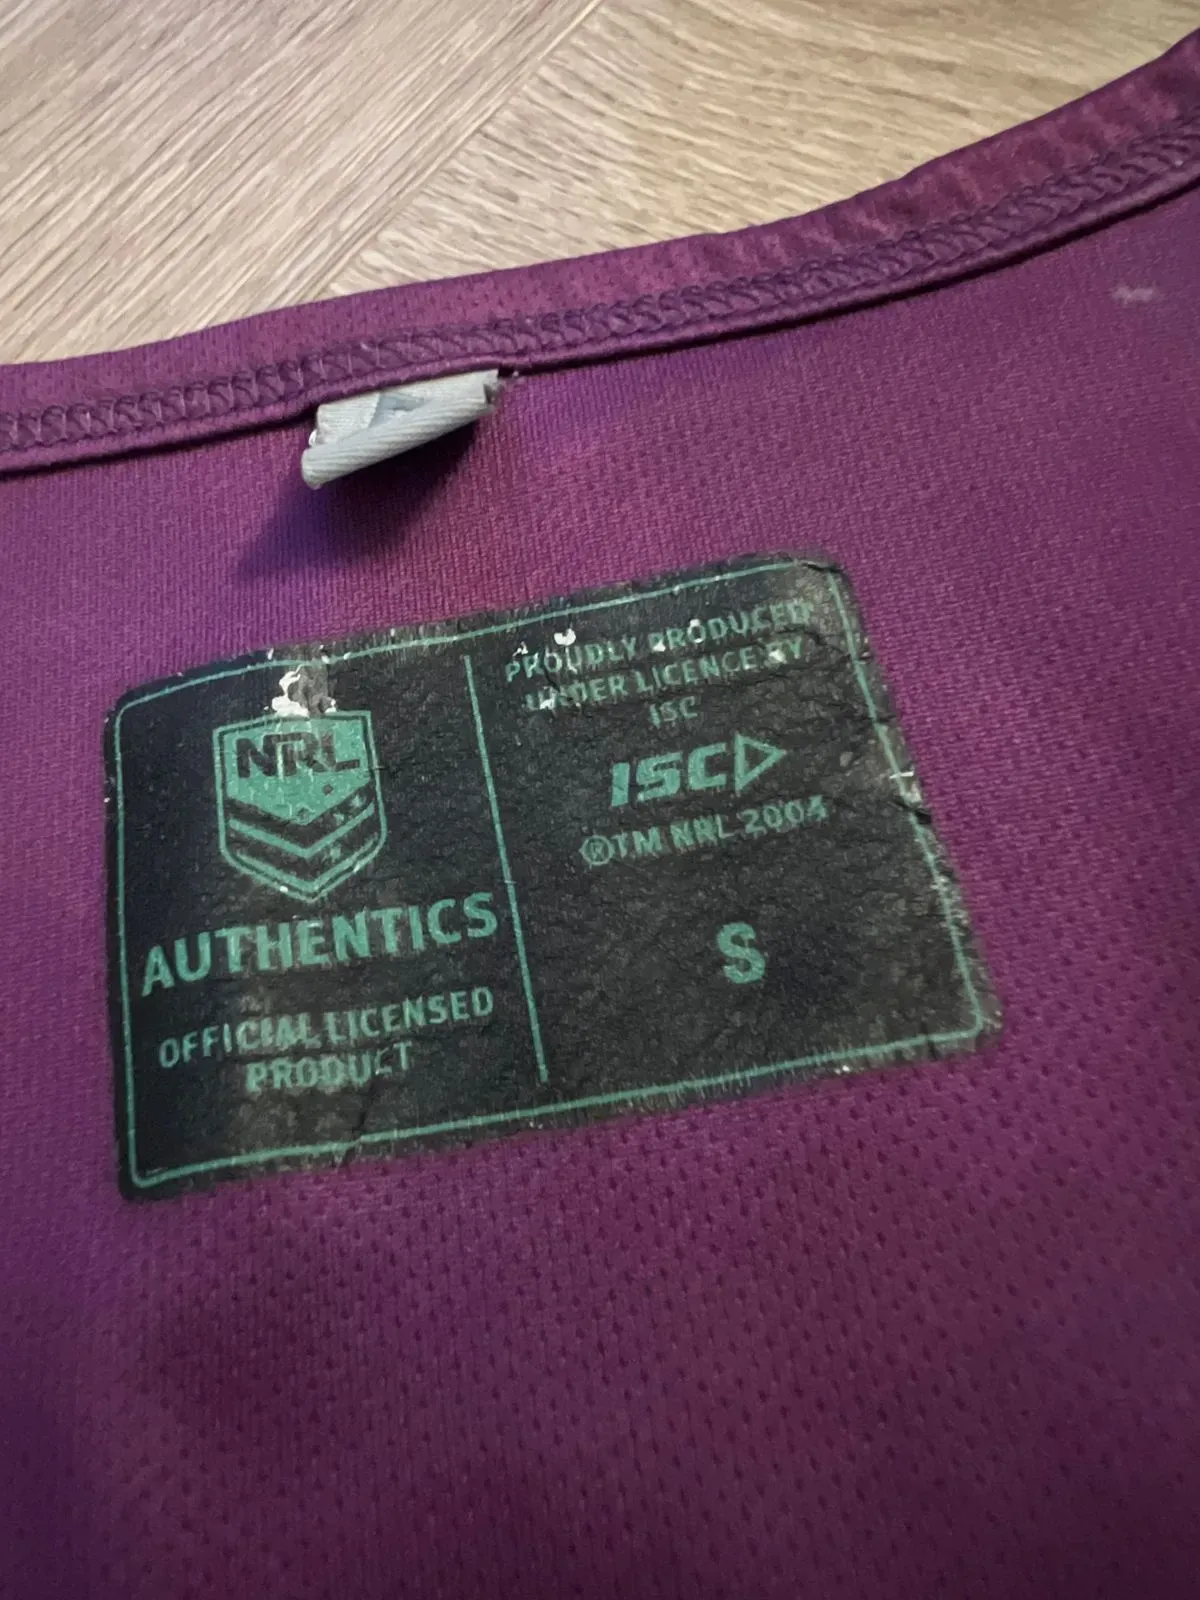 NRL
AUTHENTICS
OFFICIAL LICENSED
PRODUCT
PROUDLY PRODUCED
UNDER LICENCE BY
ISC
ISC
®TM NRL 2004
S